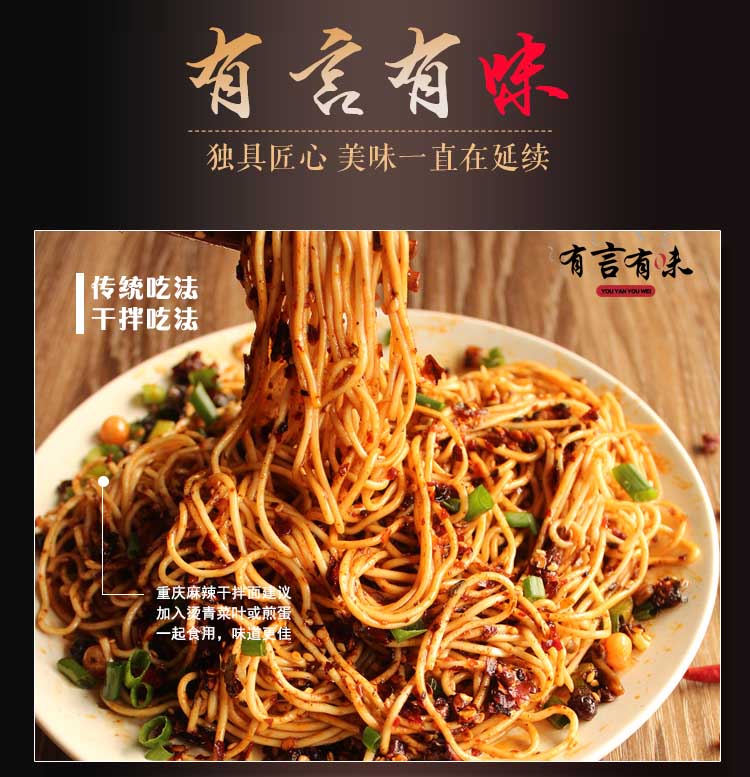 有言有味
独具匠心 美味一直在延续
有言有味
YOU YAN YOU WEI
传统吃法
干拌吃法
重庆麻辣干拌面建议
加入烫青菜叶或煎蛋
一起食用，味道更佳